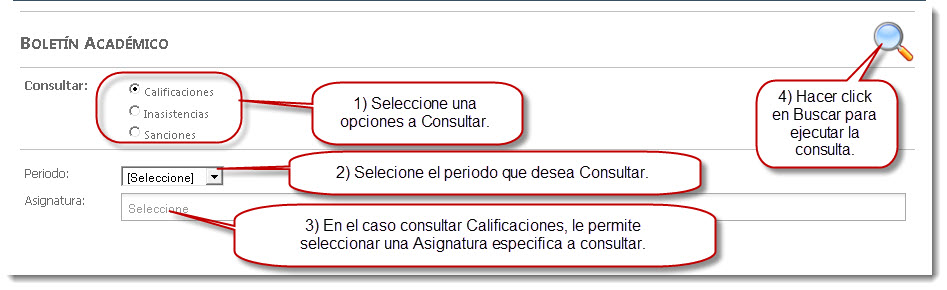 BOLETÍN ACADÉMICO
Consultar:
Calificaciones
Inasistencias
Sanciones
1) Seleccione una
opciones a Consultar.
4) Hacer click
en Buscar para
ejecutar la
consulta.
Periodo:
[Seleccione]
2) Selecione el periodo que desea Consultar.
Asignatura:
Seleccione
3) En el caso consultar Calificaciones, le permite
seleccionar una Asignatura especifica a consultar.